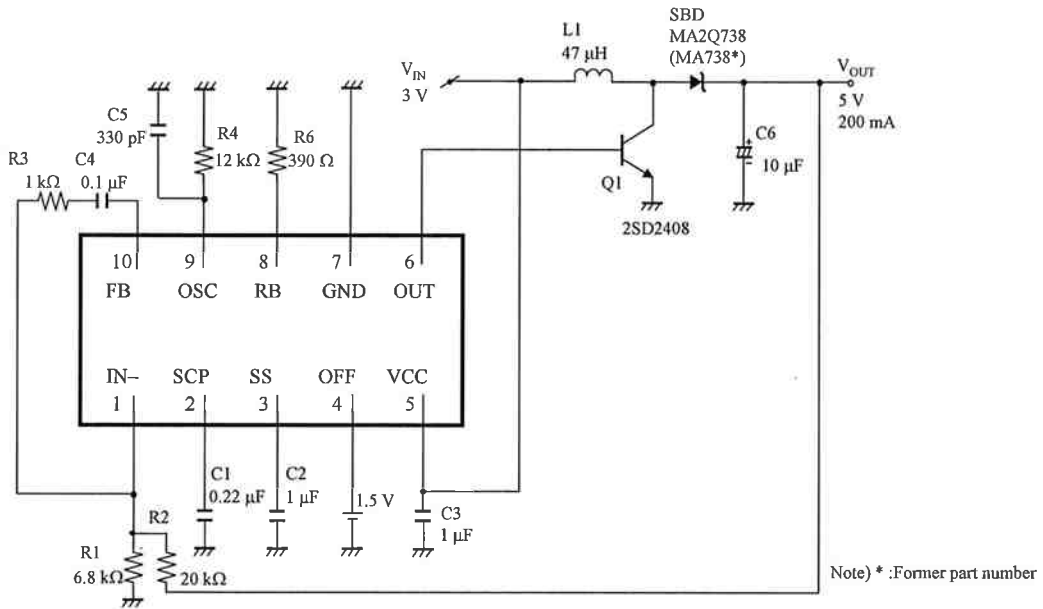 SBD
MA2Q738
(MA738*)
L1
47 μH
VIN
3 V
VOUT
5 V
200 mA
C5
330 pF
R4
12 kΩ
R6
390 Ω
C6
+
−
10 μF
R3
1 kΩ
C4
0.1 μF
Q1
2SD2408
10 9 8 7 6
FB OSC RB GND OUT
IN− SCP SS OFF VCC
1 2 3 4 5
C1
0.22 μF
C2
1 μF
1.5 V
C3
1 μF
R1
6.8 kΩ
R2
20 kΩ
Note) * :Former part number